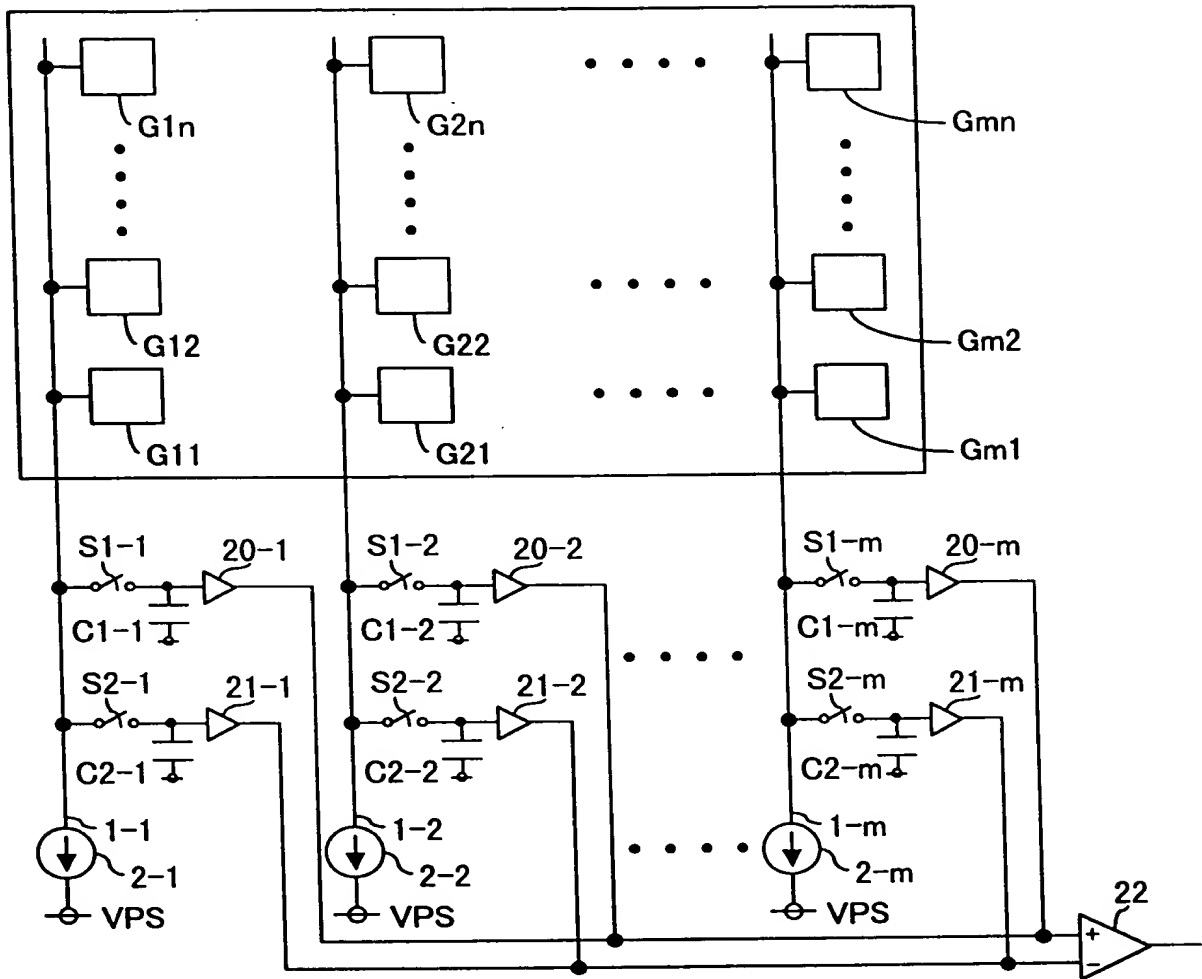 G1n
G2n
Gmn
G12
G22
Gm2
G11
G21
Gm1
S1-1
20-1
S1-2
20-2
S1-m
20-m
C1-1
C1-2
C1-m
S2-1
21-1
S2-2
21-2
S2-m
21-m
C2-1
C2-2
C2-m
1-1
1-2
1-m
2-1
2-2
2-m
VPS
VPS
VPS
22
+
−